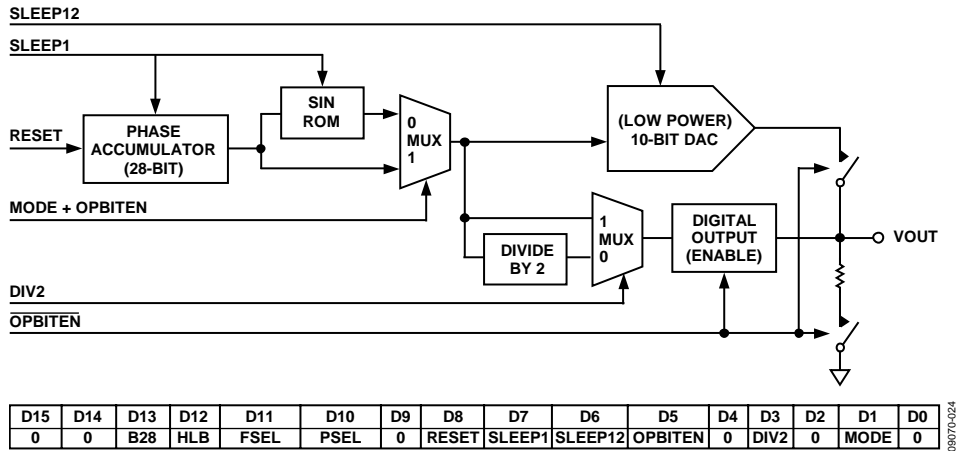 SLEEP12
SLEEP1
SIN
ROM
(LOW POWER)
10-BIT DAC
0
MUX
1
RESET
PHASE
ACCUMULATOR
(28-BIT)
MODE + OPBITEN
1
MUX
0
DIGITAL
OUTPUT
(ENABLE)
VOUT
DIVIDE
BY 2
DIV2
OPBITEN
D15 D14 D13 D12 D11 D10 D9 D8 D7 D6 D5 D4 D3 D2 D1 D0
0 0 B28 HLB FSEL PSEL 0 RESET SLEEP1 SLEEP12 OPBITEN 0 DIV2 0 MODE 0
09070-024